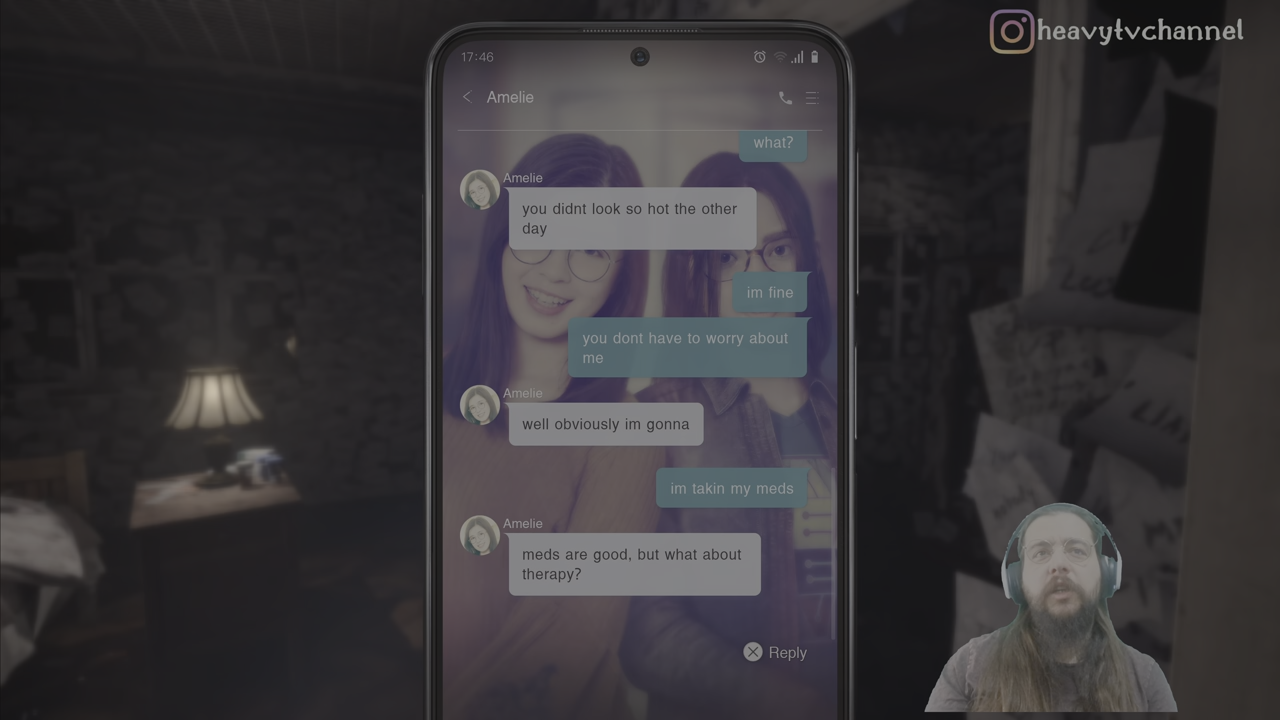 heavytvchannel
17:46
Amelie
what?
Amelie
you didnt look so hot the other
day
im fine
you dont have to worry about
me
Amelie
well obviously im gonna
im takin my meds
Amelie
meds are good, but what about
therapy?
Reply